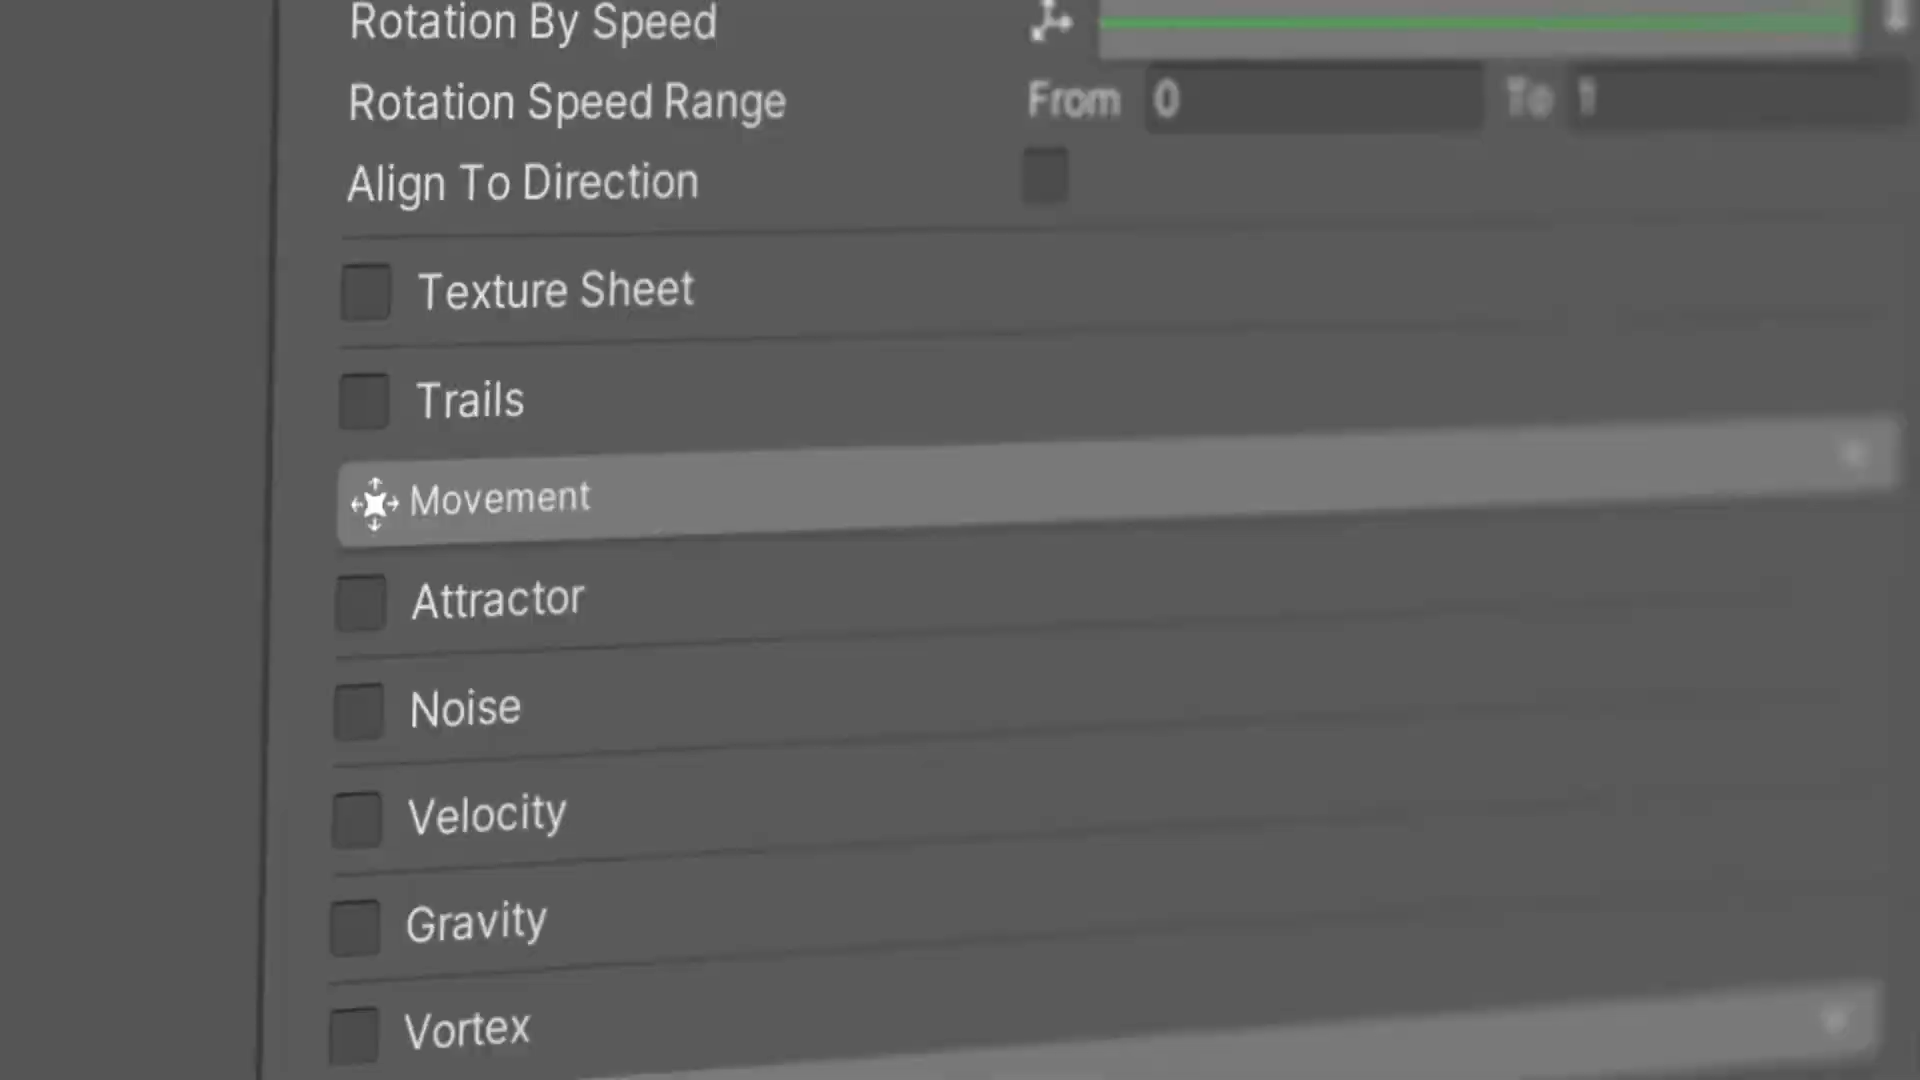 Rotation By Speed
Rotation Speed Range From 0 To 1
Align To Direction
Texture Sheet
Trails
Movement
Attractor
Noise
Velocity
Gravity
Vortex